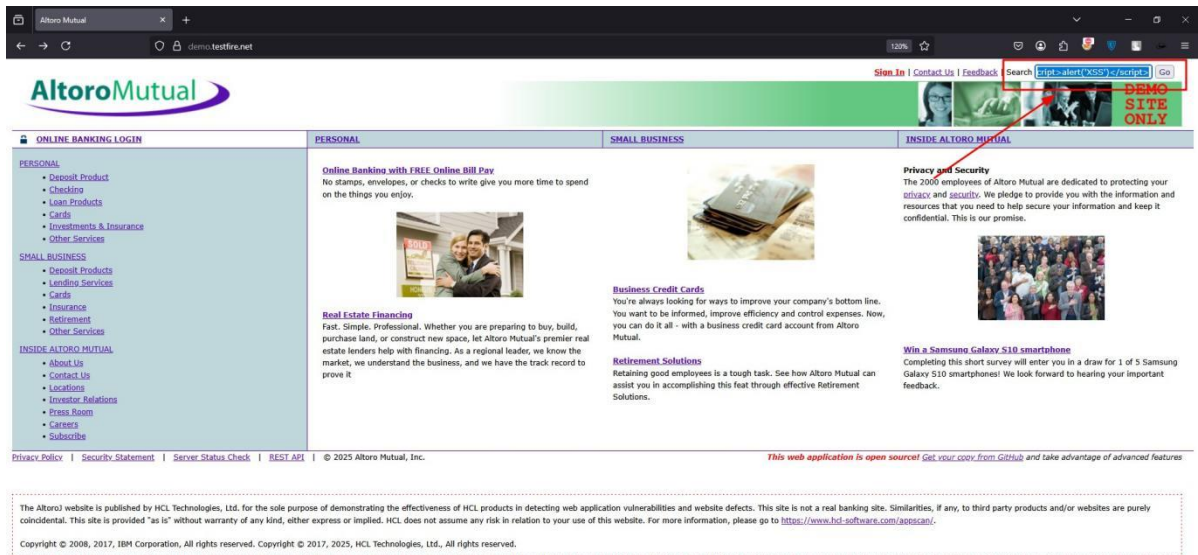 Altoro Mutual
demo.testfire.net
120%
Sign In | Contact Us | Feedback | Search cript>alert('XSS')</script> Go
AltoroMutual
DEMO
SITE
ONLY
ONLINE BANKING LOGIN
PERSONAL
SMALL BUSINESS
INSIDE ALTORO MUTUAL
PERSONAL
• Deposit Product
• Checking
• Loan Products
• Cards
• Investments & Insurance
• Other Services
SMALL BUSINESS
• Deposit Products
• Lending Services
• Cards
• Insurance
• Retirement
• Other Services
INSIDE ALTORO MUTUAL
• About Us
• Contact Us
• Locations
• Investor Relations
• Press Room
• Careers
• Subscribe
Online Banking with FREE Online Bill Pay
No stamps, envelopes, or checks to write give you more time to spend
on the things you enjoy.
SOLD
Real Estate Financing
Fast. Simple. Professional. Whether you are preparing to buy, build,
purchase land, or construct new space, let Altoro Mutual's premier real
estate lenders help with financing. As a regional leader, we know the
market, we understand the business, and we have the track record to
prove it
Business Credit Cards
You're always looking for ways to improve your company's bottom line.
You want to be informed, improve efficiency and control expenses. Now,
you can do it all - with a business credit card account from Altoro
Mutual.
Retirement Solutions
Retaining good employees is a tough task. See how Altoro Mutual can
assist you in accomplishing this feat through effective Retirement
Solutions.
Privacy and Security
The 2000 employees of Altoro Mutual are dedicated to protecting your
privacy and security. We pledge to provide you with the information and
resources that you need to help secure your information and keep it
confidential. This is our promise.
Win a Samsung Galaxy S10 smartphone
Completing this short survey will enter you in a draw for 1 of 5 Samsung
Galaxy S10 smartphones! We look forward to hearing your important
feedback.
Privacy Policy | Security Statement | Server Status Check | REST API | © 2025 Altoro Mutual, Inc.
This web application is open source! Get your copy from GitHub and take advantage of advanced features
The AltoroJ website is published by HCL Technologies, Ltd. for the sole purpose of demonstrating the effectiveness of HCL products in detecting web application vulnerabilities and website defects. This site is not a real banking site. Similarities, if any, to third party products and/or websites are purely
coincidental. This site is provided "as is" without warranty of any kind, either express or implied. HCL does not assume any risk in relation to your use of this website. For more information, please go to https://www.hcl-software.com/appscan/.
Copyright © 2008, 2017, IBM Corporation, All rights reserved. Copyright © 2017, 2025, HCL Technologies, Ltd., All rights reserved.